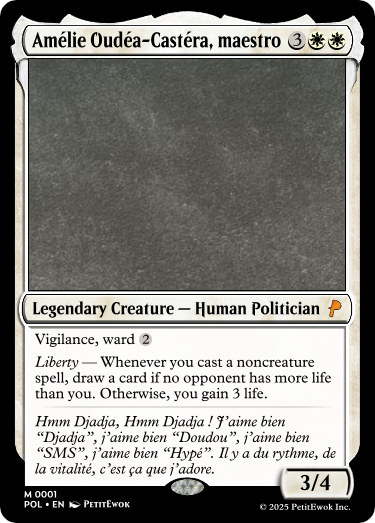 Amélie Oudéa-Castéra, maestro 3
Legendary Creature — Human Politician
Vigilance, ward 2
Liberty — Whenever you cast a noncreature
spell, draw a card if no opponent has more life
than you. Otherwise, you gain 3 life.
Hmm Djadja, Hmm Djadja ! J'aime bien
"Djadja", j'aime bien "Doudou", j'aime bien
"SMS", j'aime bien "Hypé". Il y a du rythme, de
la vitalité, c'est ça que j'adore.
3/4
M 0001
POL • EN PetitEwok
© 2025 PetitEwok Inc.